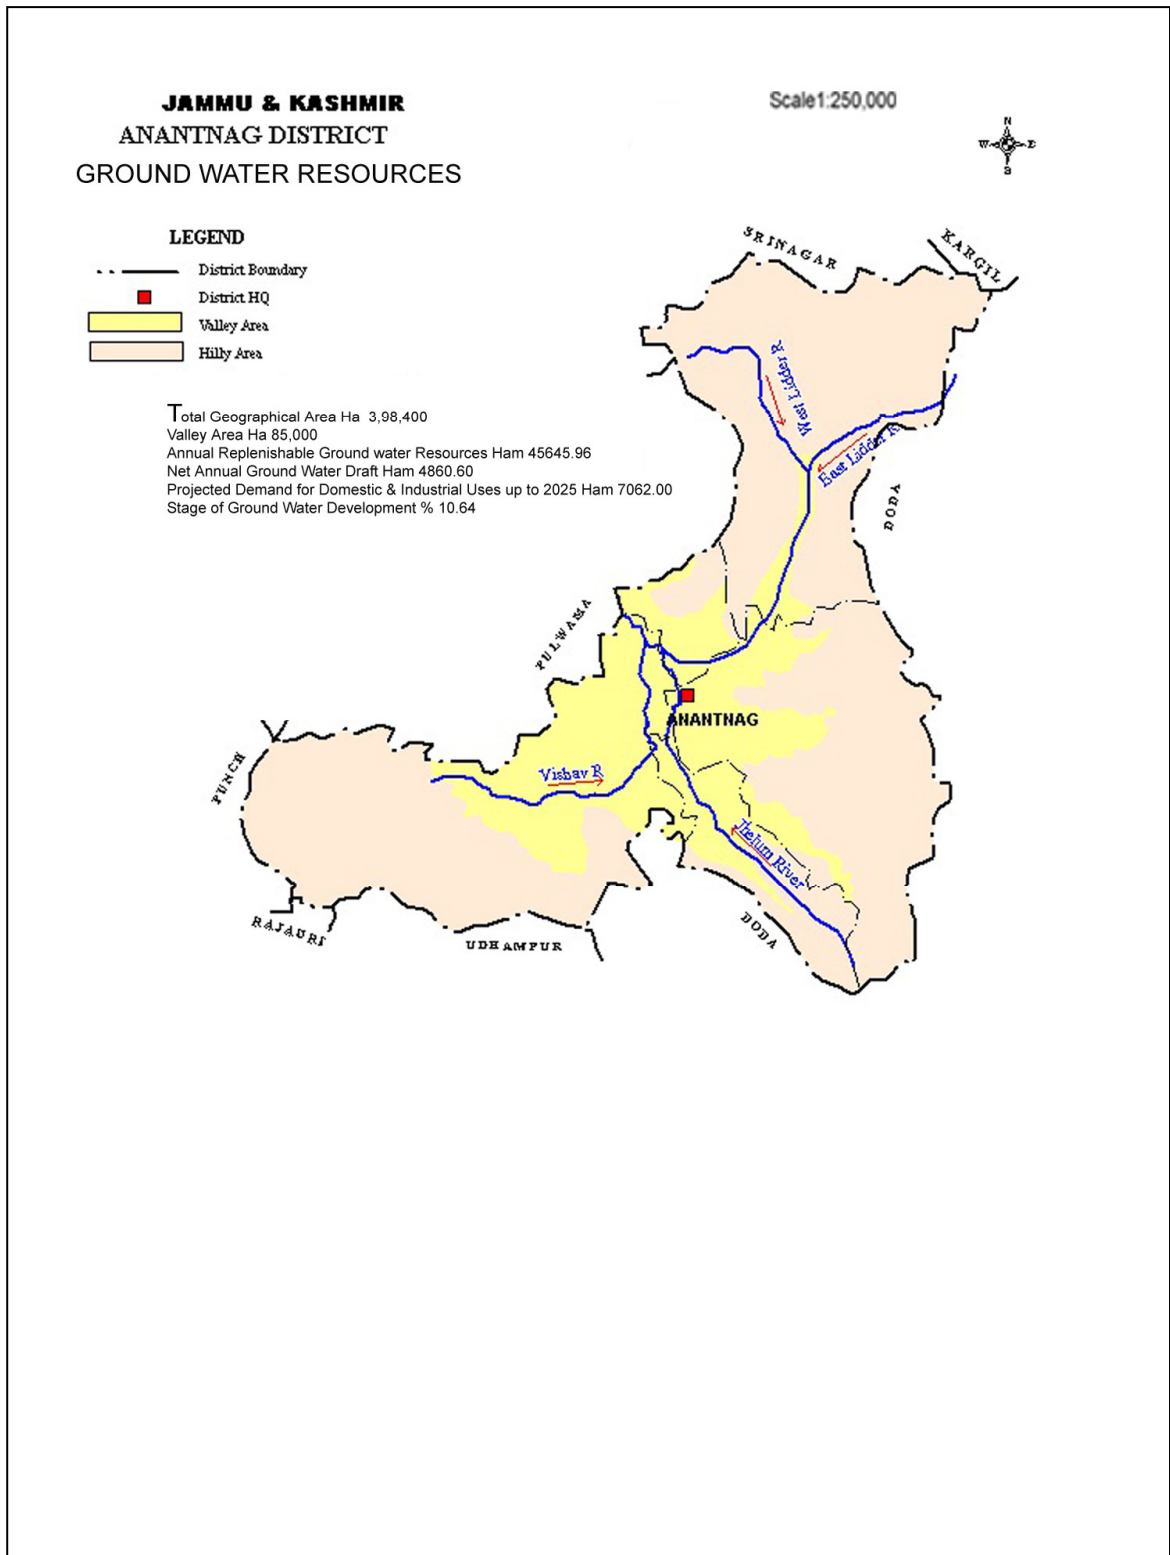 JAMMU & KASHMIR
Scale1:250,000
ANANTNAG DISTRICT
GROUND WATER RESOURCES
N
W E
S
LEGEND
District Boundary
District HQ
Valley Area
Hilly Area
Total Geographical Area Ha 3,98,400
Valley Area Ha 85,000
Annual Replenishable Ground water Resources Ham 45645.96
Net Annual Ground Water Draft Ham 4860.60
Projected Demand for Domestic & Industrial Uses up to 2025 Ham 7062.00
Stage of Ground Water Development % 10.64
SRINAGAR
KARGIL
West Lidder R.
East Lidder R.
DODA
PULWAMA
ANANTNAG
PUNCH
Vishav R
Jhelum River
RAJAURI
UDHAMPUR
DODA